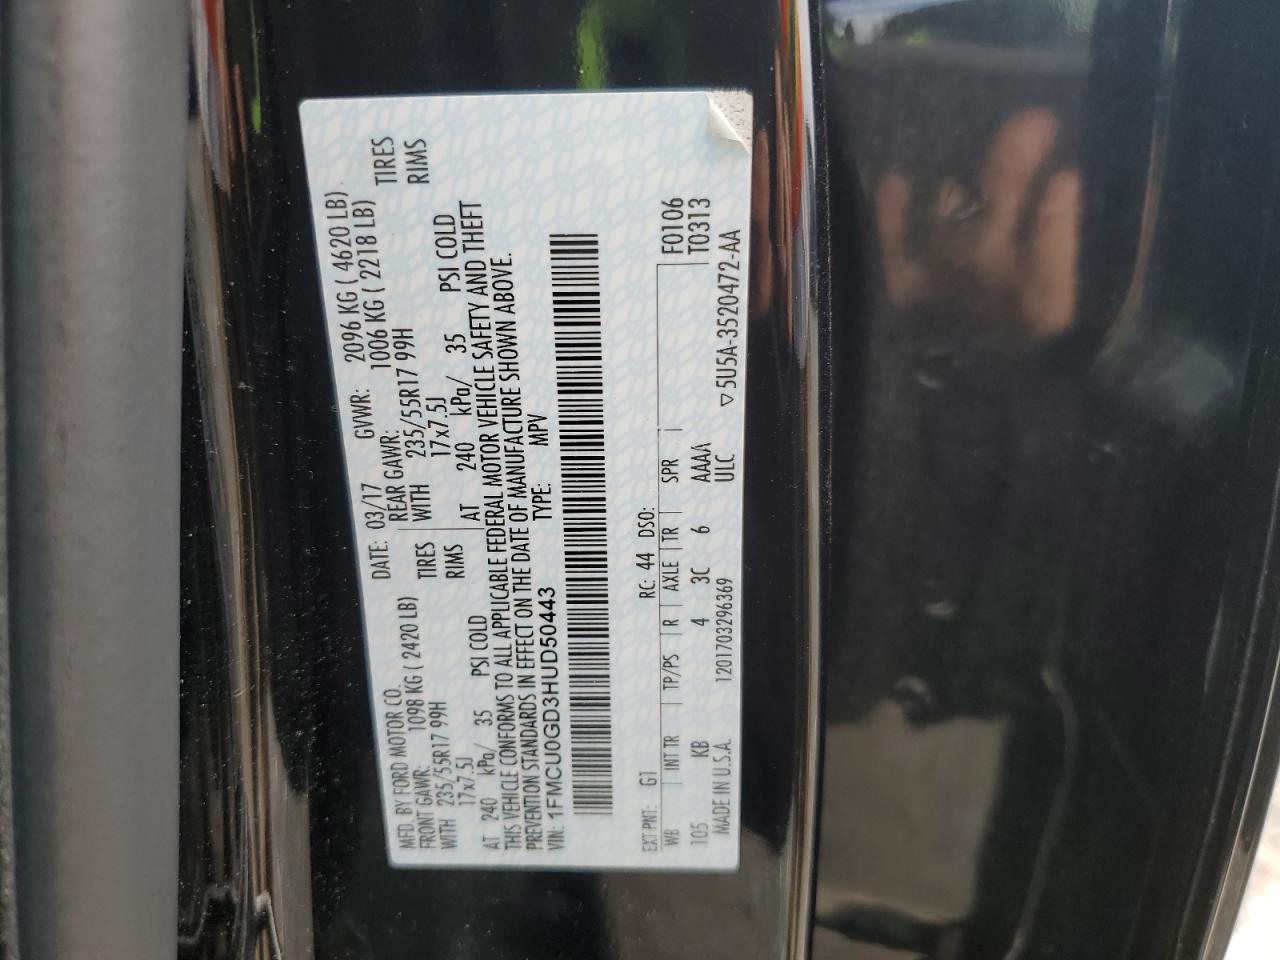 MFD. BY FORD MOTOR CO.
DATE: 03/17 GVWR: 2096 KG ( 4620 LB)
FRONT GAWR: 1098 KG ( 2420 LB) REAR GAWR: 1006 KG ( 2218 LB)
WITH 235/55R17 99H TIRES WITH 235/55R17 99H TIRES
17x7.5J RIMS 17x7.5J RIMS
AT 240 kPa/ 35 PSI COLD AT 240 kPa/ 35 PSI COLD
THIS VEHICLE CONFORMS TO ALL APPLICABLE FEDERAL MOTOR VEHICLE SAFETY AND THEFT
PREVENTION STANDARDS IN EFFECT ON THE DATE OF MANUFACTURE SHOWN ABOVE.
VIN: 1FMCU0GD3HUD50443 TYPE: MPV
F0106
T0313
EXT PNT: G1 RC: 44 DSO:
WB INT TR TP/PS R AXLE TR SPR
105 KB 4 3C 6 AAAA
MADE IN U.S.A. 1201703296369 ULC ▽5U5A-3520472-AA